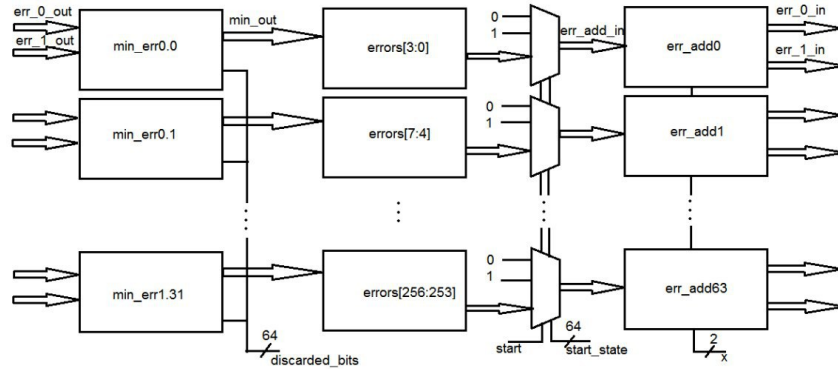 err_0_out
min_out
0
1
err_add_in
err_0_in
err_1_out
min_err0.0
errors[3:0]
err_add0
err_1_in
min_err0.1
errors[7:4]
0
1
err_add1
min_err1.31
errors[256:253]
0
1
err_add63
64
discarded_bits
start
64
start_state
2
x